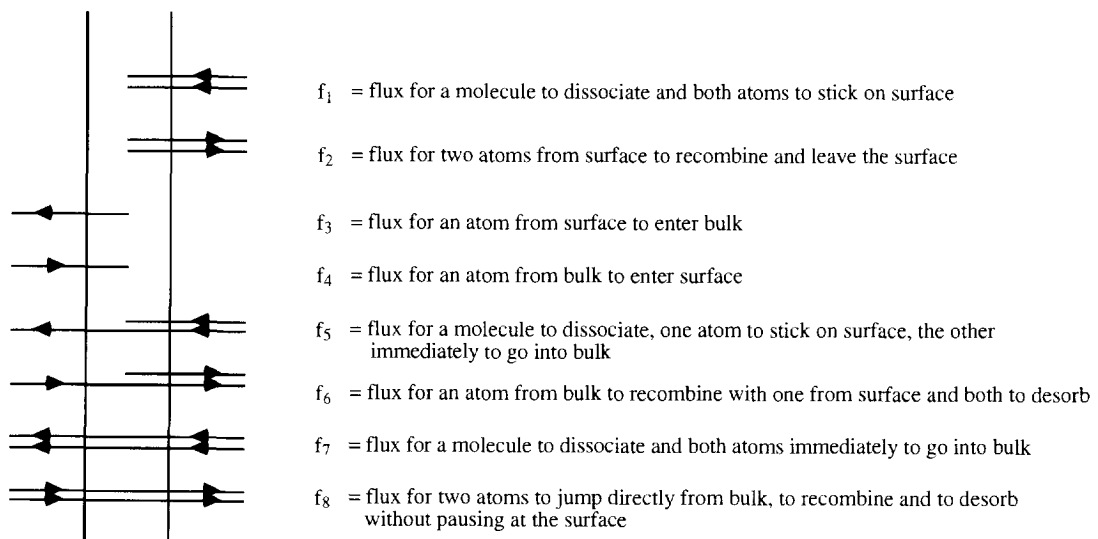 f1 = flux for a molecule to dissociate and both atoms to stick on surface
f2 = flux for two atoms from surface to recombine and leave the surface
f3 = flux for an atom from surface to enter bulk
f4 = flux for an atom from bulk to enter surface
f5 = flux for a molecule to dissociate, one atom to stick on surface, the other
immediately to go into bulk
f6 = flux for an atom from bulk to recombine with one from surface and both to desorb
f7 = flux for a molecule to dissociate and both atoms immediately to go into bulk
f8 = flux for two atoms to jump directly from bulk, to recombine and to desorb
without pausing at the surface